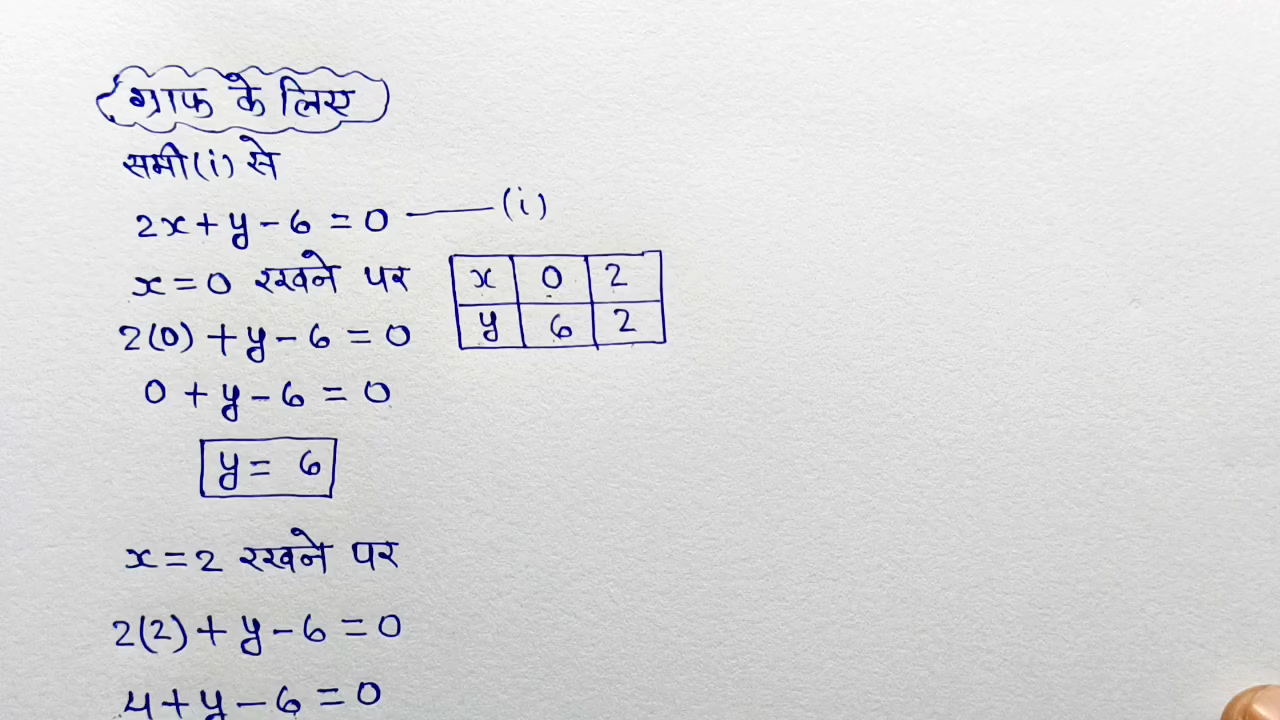 ग्राफ के लिए
समी(i) से
2x+y-6=0 ——(i)
x=0 रखने पर
x 0 2
2(0)+y-6=0
y 6 2
0+y-6=0
y= 6
x=2 रखने पर
2(2)+y-6=0
4+y-6=0